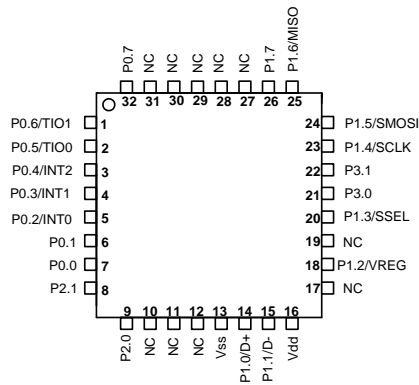 P0.7
NC
NC
NC
NC
NC
P1.7
P1.6/MISO
32
31
30
29
28
27
26
25
P0.6/TIO1 1
P0.5/TIO0 2
P0.4/INT2 3
P0.3/INT1 4
P0.2/INT0 5
P0.1 6
P0.0 7
P2.1 8
24 P1.5/SMOSI
23 P1.4/SCLK
22 P3.1
21 P3.0
20 P1.3/SSEL
19 NC
18 P1.2/VREG
17 NC
9
10
11
12
13
14
15
16
P2.0
NC
NC
NC
Vss
P1.0/D+
P1.1/D-
Vdd